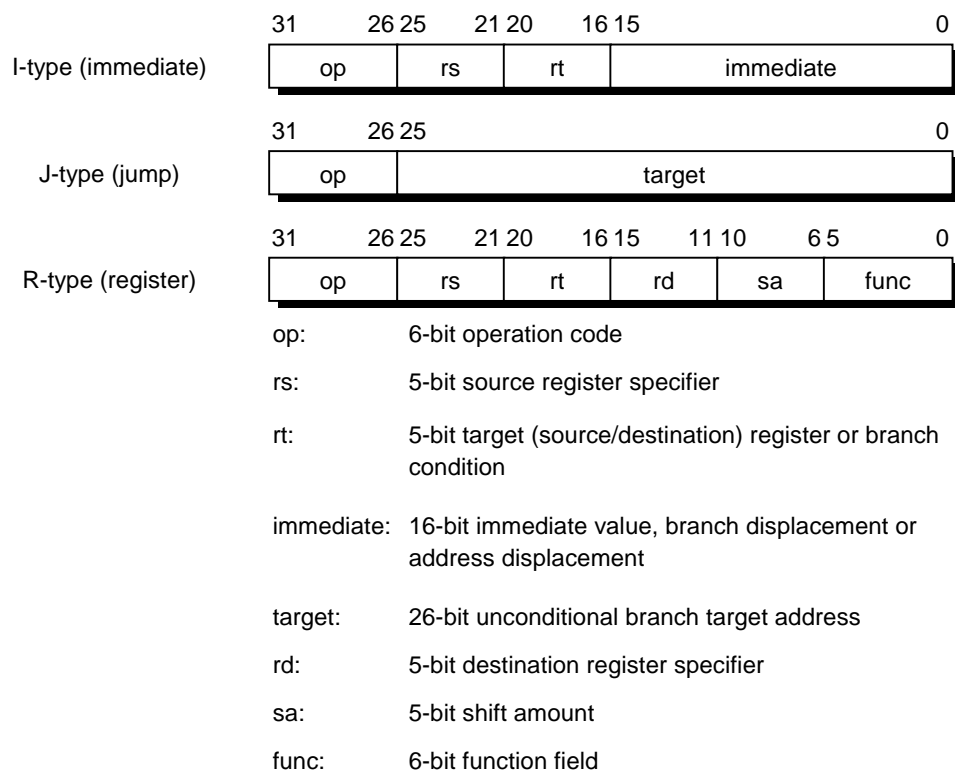 31 26 25 21 20 16 15 0
I-type (immediate) op rs rt immediate
31 26 25 0
J-type (jump) op target
31 26 25 21 20 16 15 11 10 6 5 0
R-type (register) op rs rt rd sa func
op: 6-bit operation code
rs: 5-bit source register specifier
rt: 5-bit target (source/destination) register or branch
condition
immediate: 16-bit immediate value, branch displacement or
address displacement
target: 26-bit unconditional branch target address
rd: 5-bit destination register specifier
sa: 5-bit shift amount
func: 6-bit function field